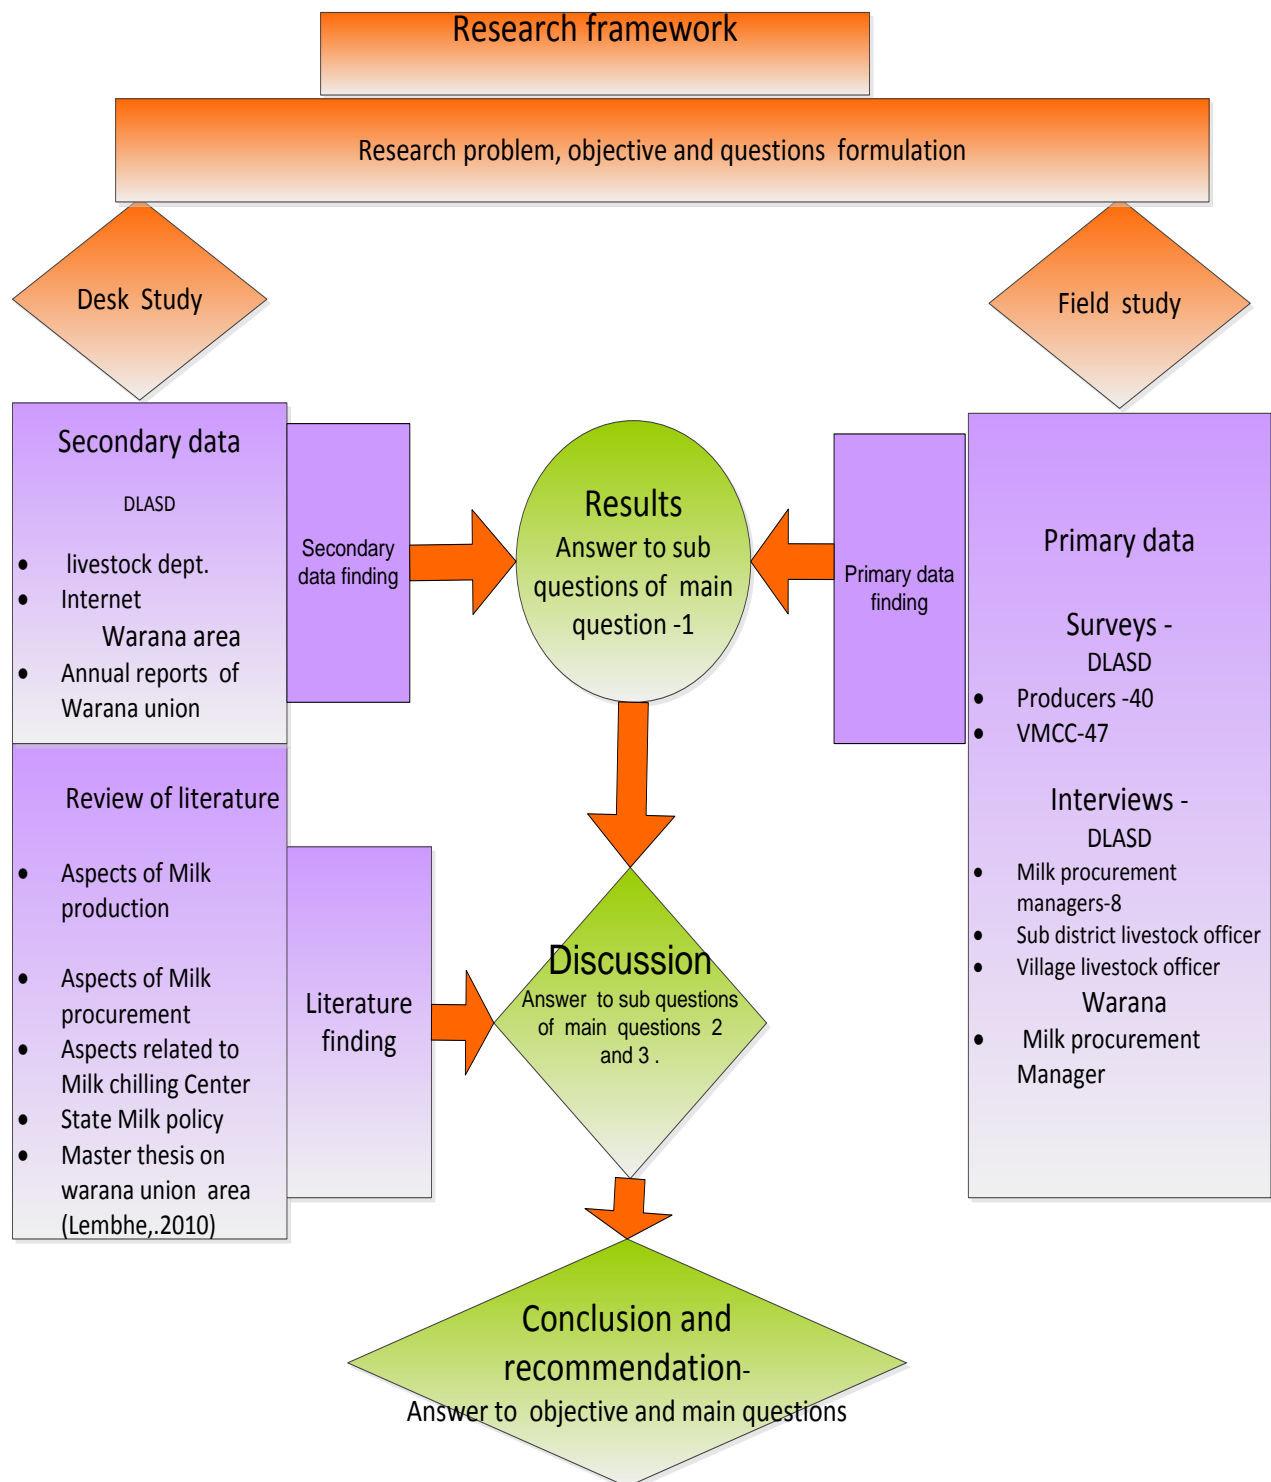 Research framework
Research problem, objective and questions formulation
Desk Study
Field study
Secondary data
DLASD
• livestock dept.
• Internet
Warana area
• Annual reports of
Warana union
Secondary
data finding
Results
Answer to sub
questions of main
question -1
Primary data
finding
Primary data
Surveys -
DLASD
• Producers -40
• VMCC-47
Interviews -
DLASD
• Milk procurement
managers-8
• Sub district livestock officer
• Village livestock officer
Warana
• Milk procurement
Manager
Review of literature
• Aspects of Milk
production
• Aspects of Milk
procurement
• Aspects related to
Milk chilling Center
• State Milk policy
• Master thesis on
warana union area
(Lembhe,.2010)
Literature
finding
Discussion
Answer to sub questions
of main questions 2
and 3 .
Conclusion and
recommendation-
Answer to objective and main questions